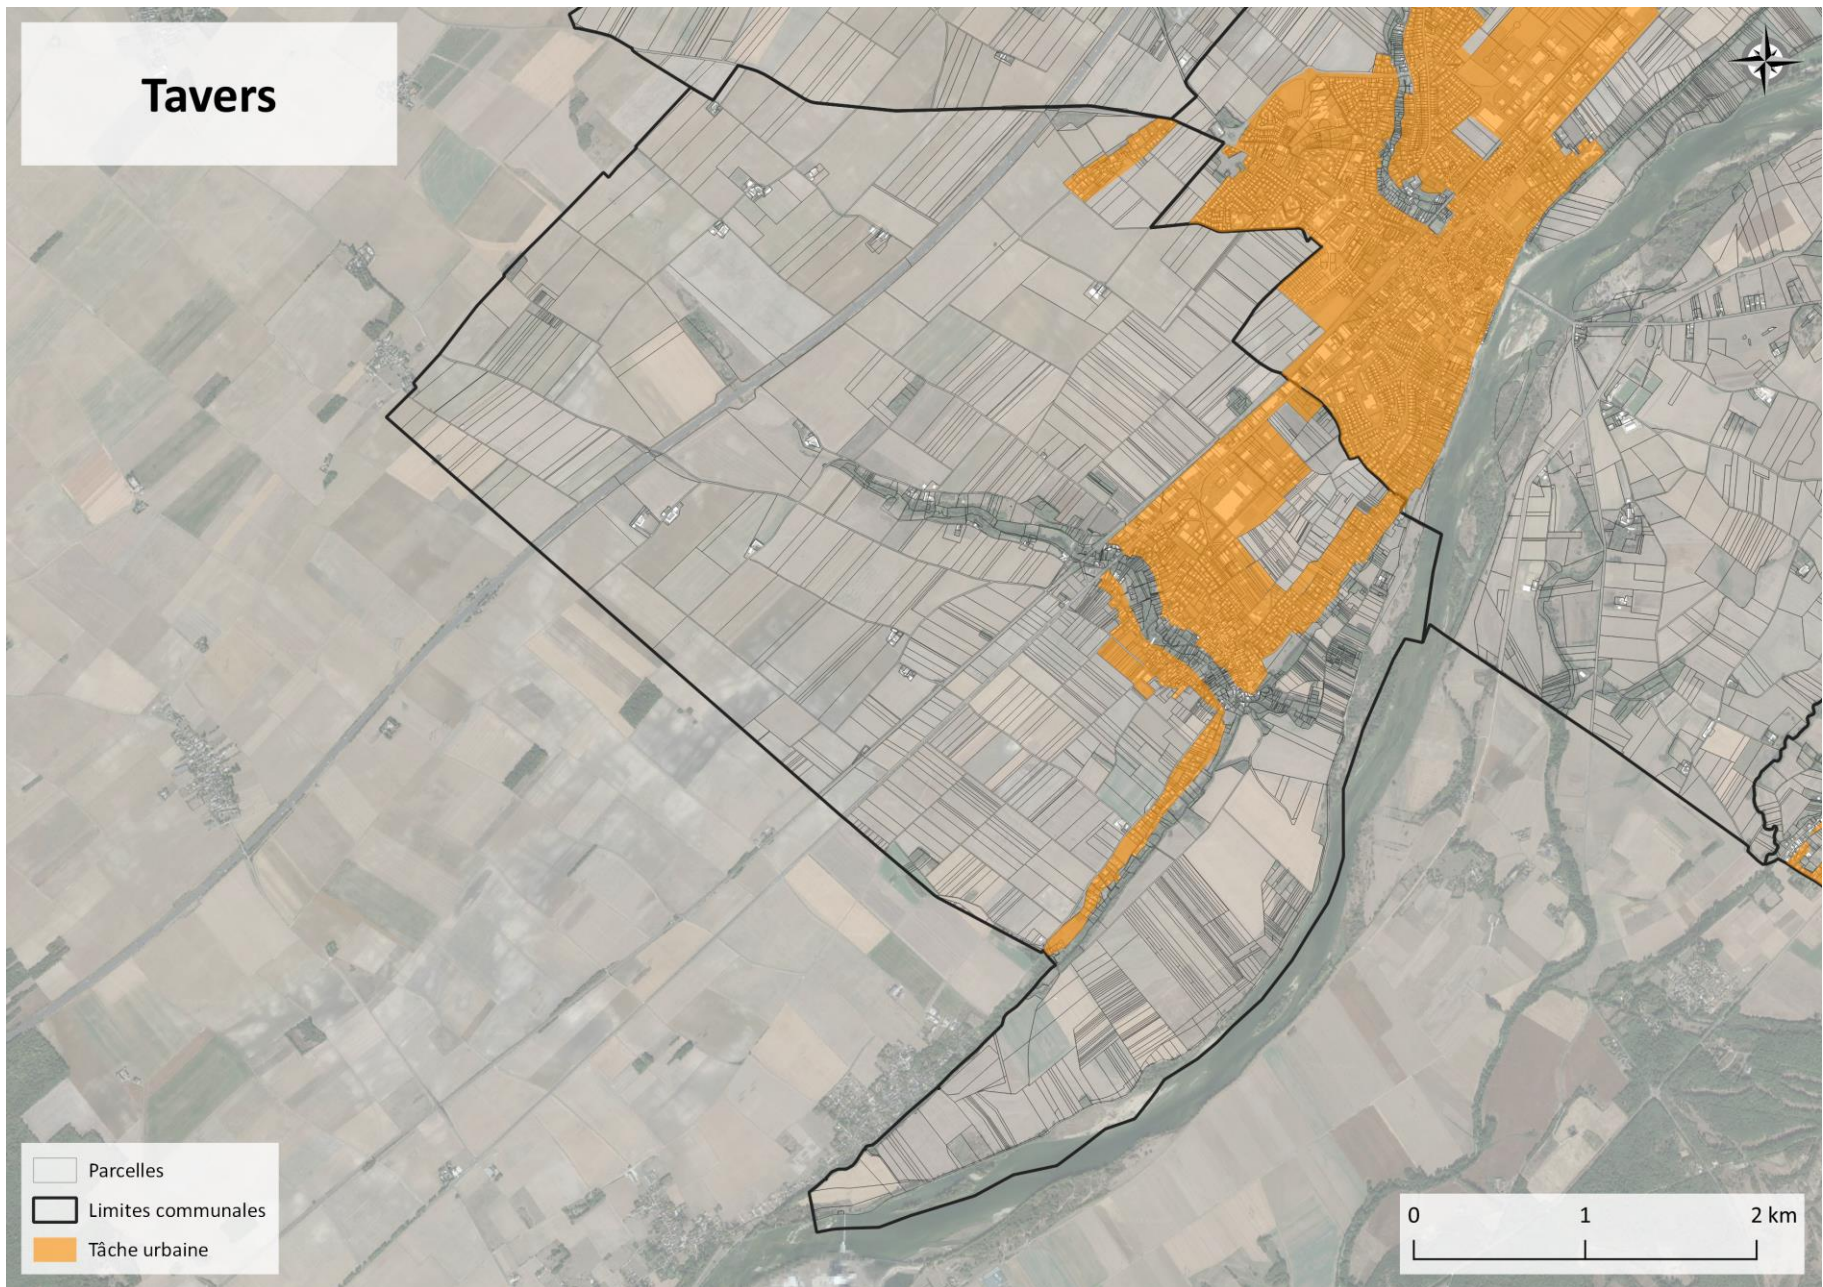 Tavers
Parcelles
Limites communales
Tâche urbaine
0 1 2 km